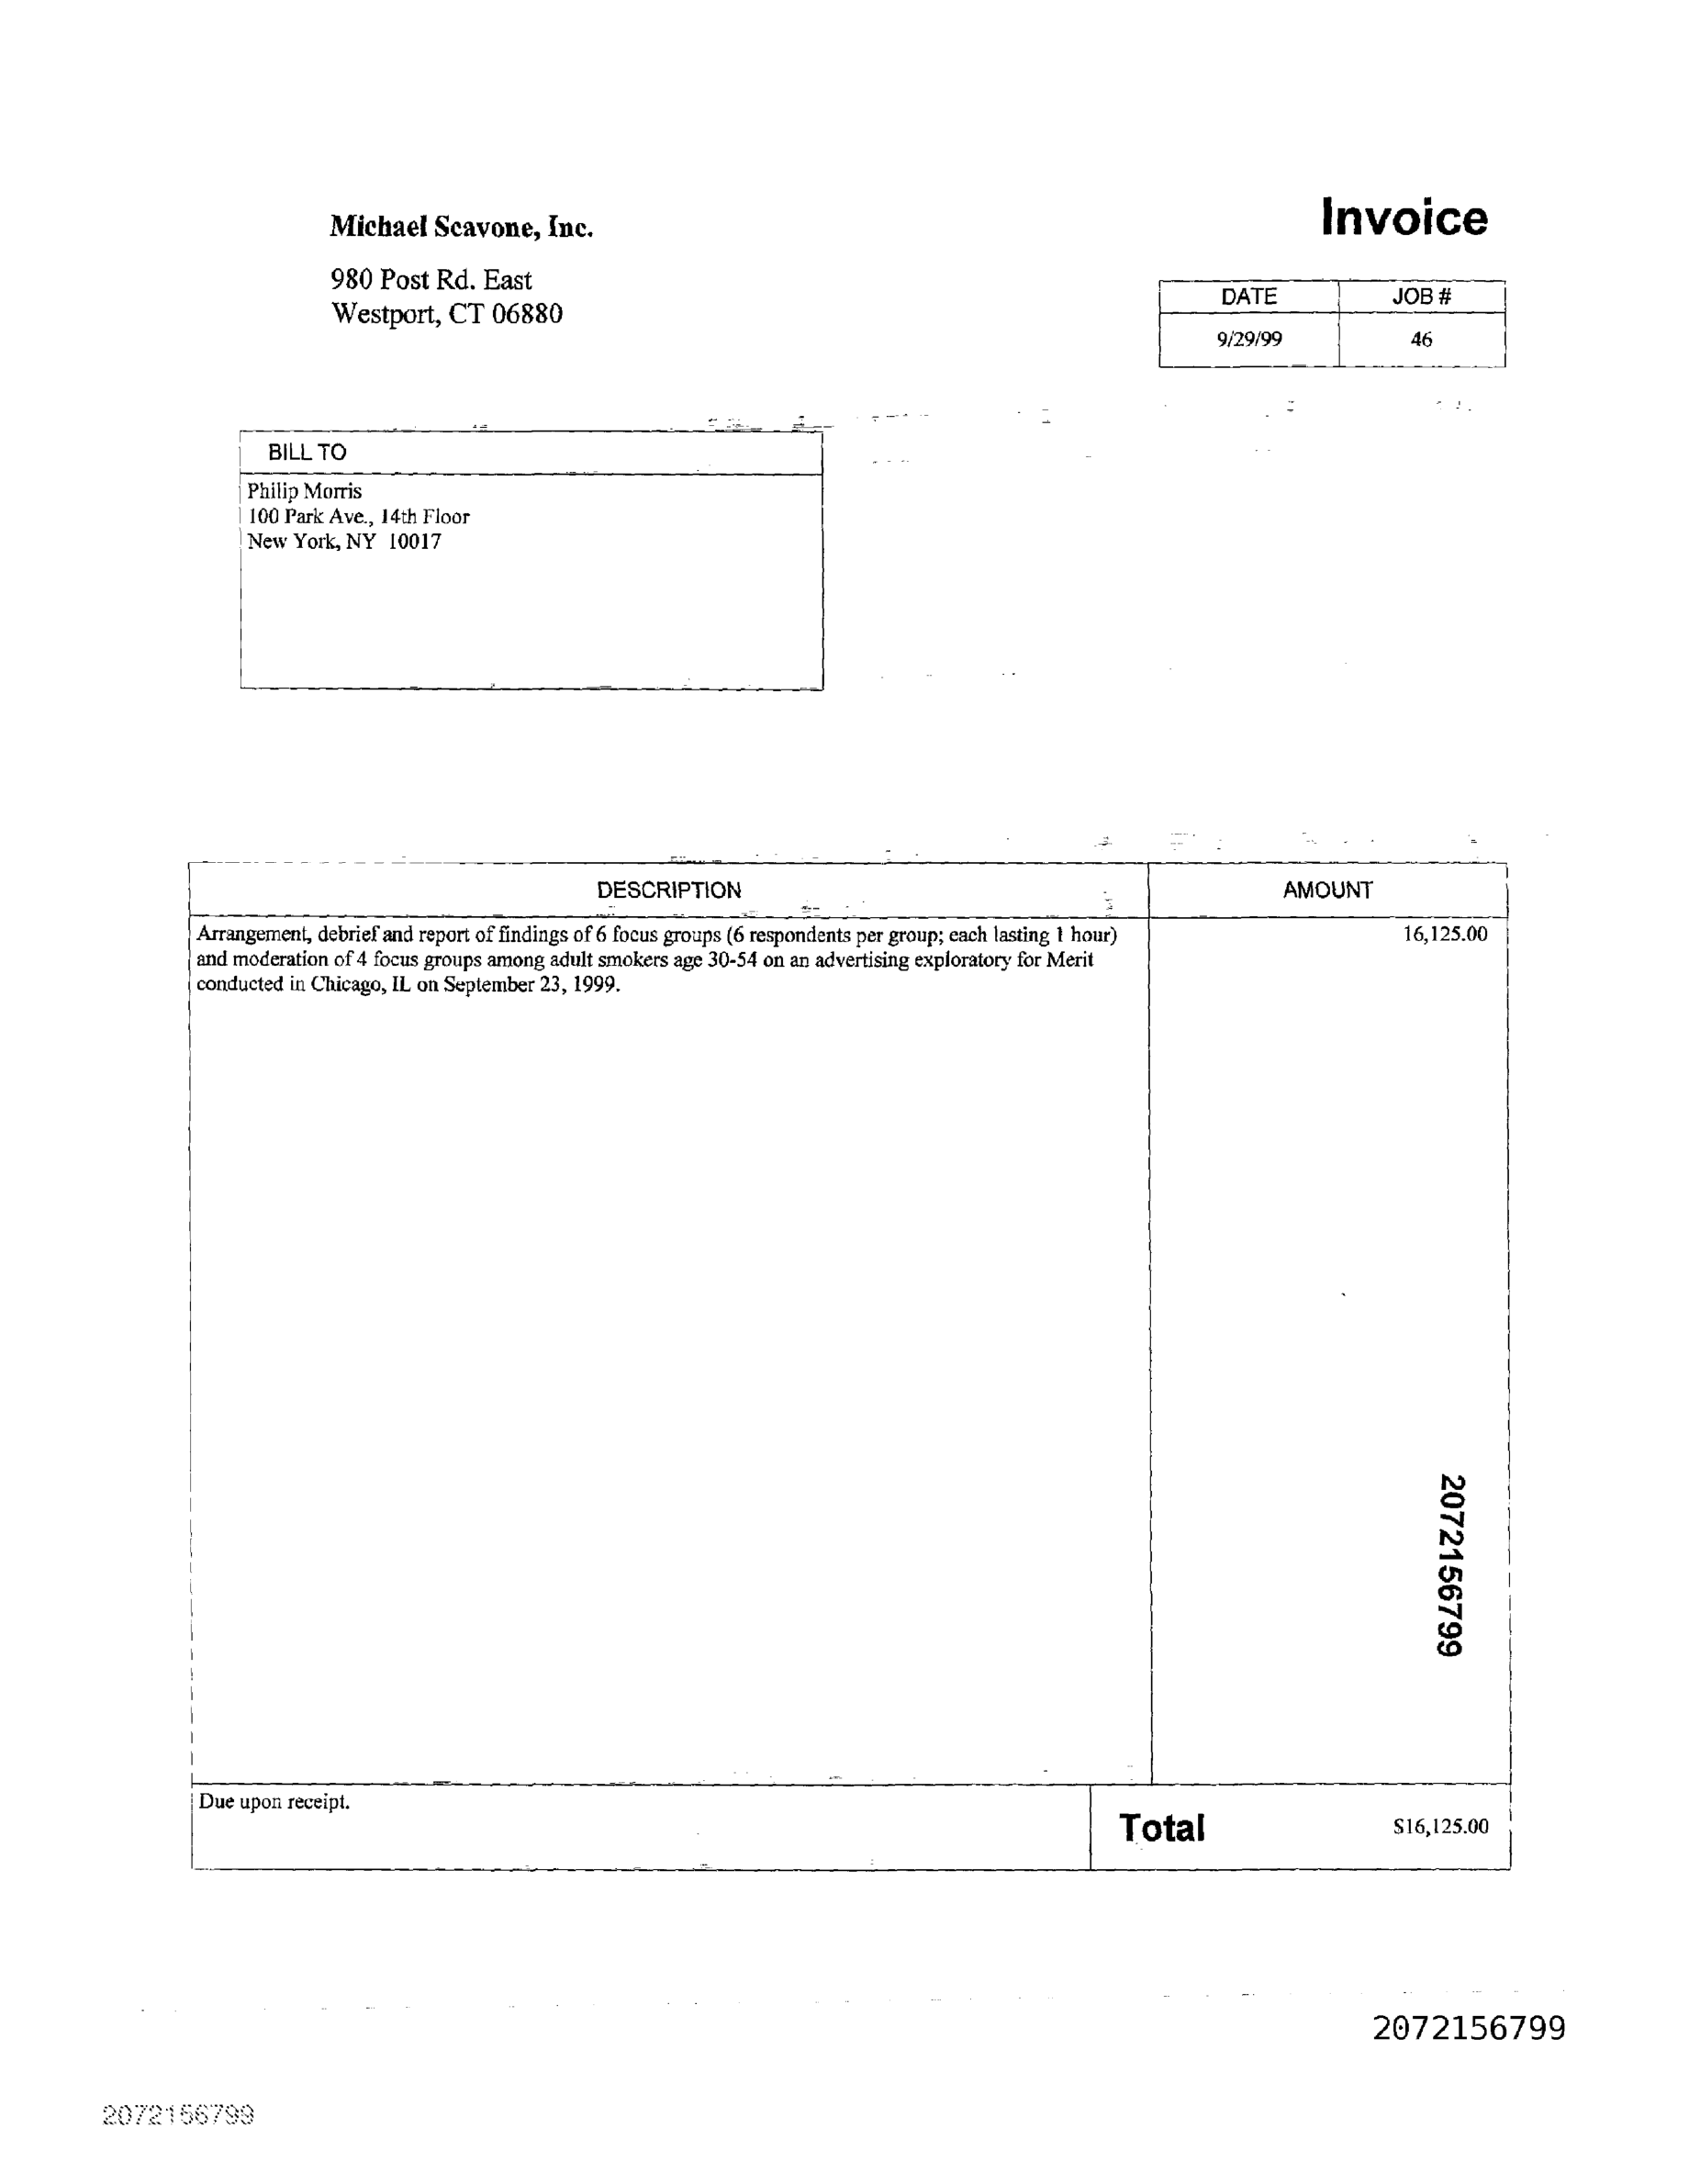 Michael Scavone, Inc.
980 Post Rd. East
Westport, CT 06880
Invoice
DATE JOB #
9/29/99 46
BILL TO
Philip Morris
100 Park Ave., 14th Floor
New York, NY 10017
DESCRIPTION AMOUNT
Arrangement, debrief and report of findings of 6 focus groups (6 respondents per group; each lasting 1 hour) 16,125.00
and moderation of 4 focus groups among adult smokers age 30-54 on an advertising exploratory for Merit
conducted in Chicago, IL on September 23, 1999.
2072156799
Due upon receipt.
Total $16,125.00
2072156799
2072156799